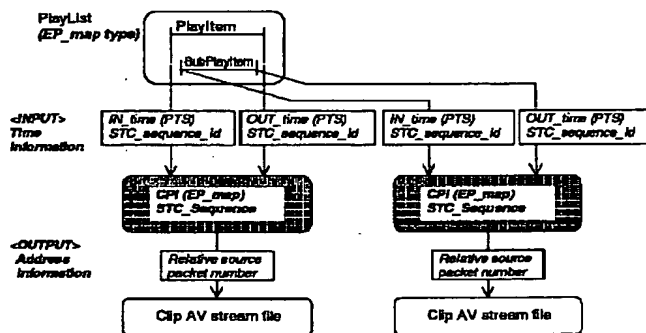 PlayList
(EP_map type)
PlayItem
SubPlayItem
<INPUT>
Time
Information
IN_time (PTS)
STC_sequence_id
OUT_time (PTS)
STC_sequence_id
IN_time (PTS)
STC_sequence_id
OUT_time (PTS)
STC_sequence_id
CPI (EP_map)
STC_Sequence
CPI (EP_map)
STC_Sequence
<OUTPUT>
Address
Information
Relative source
packet number
Relative source
packet number
Clip AV stream file
Clip AV stream file